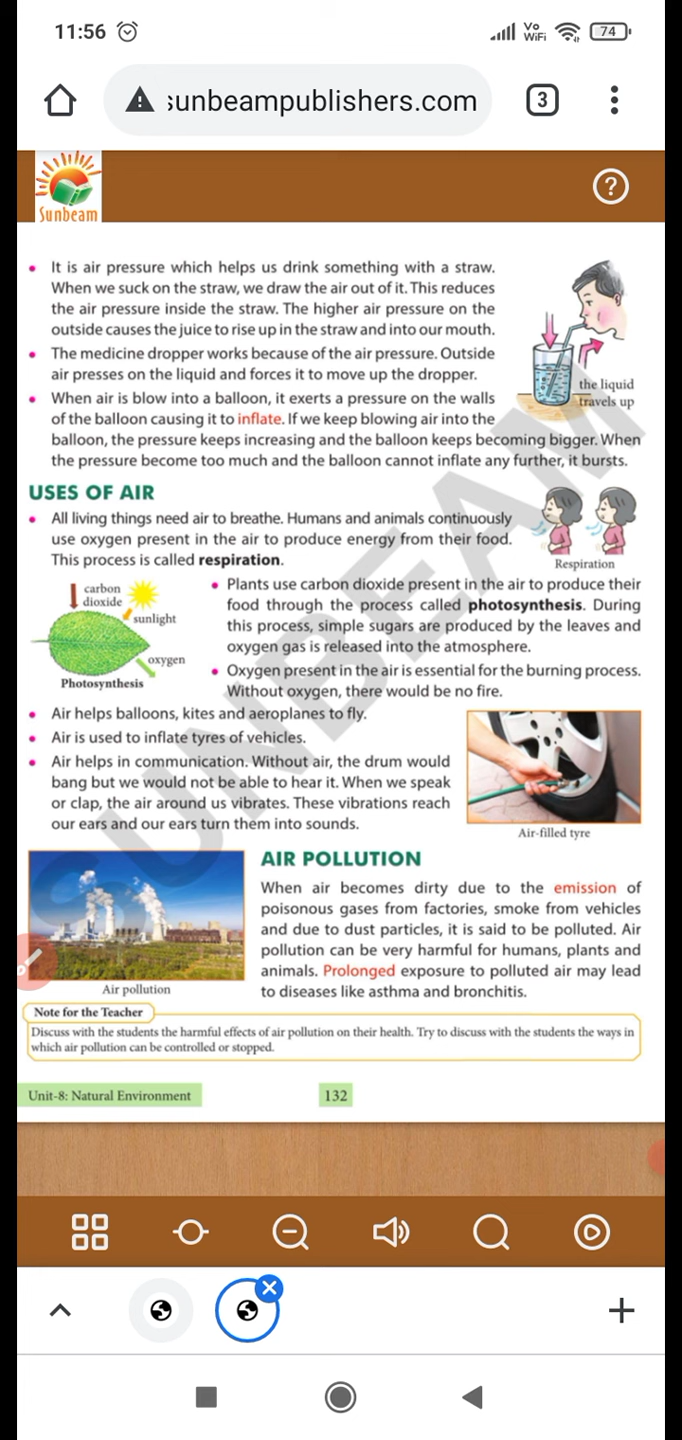 11:56
Vo
WiFi
74
sunbeampublishers.com
3
Sunbeam
?
• It is air pressure which helps us drink something with a straw.
When we suck on the straw, we draw the air out of it. This reduces
the air pressure inside the straw. The higher air pressure on the
outside causes the juice to rise up in the straw and into our mouth.
• The medicine dropper works because of the air pressure. Outside
air presses on the liquid and forces it to move up the dropper.
the liquid
travels up
• When air is blow into a balloon, it exerts a pressure on the walls
of the balloon causing it to inflate. If we keep blowing air into the
balloon, the pressure keeps increasing and the balloon keeps becoming bigger. When
the pressure become too much and the balloon cannot inflate any further, it bursts.
USES OF AIR
• All living things need air to breathe. Humans and animals continuously
use oxygen present in the air to produce energy from their food.
This process is called respiration.
Respiration
carbon
dioxide
sunlight
oxygen
Photosynthesis
• Plants use carbon dioxide present in the air to produce their
food through the process called photosynthesis. During
this process, simple sugars are produced by the leaves and
oxygen gas is released into the atmosphere.
• Oxygen present in the air is essential for the burning process.
Without oxygen, there would be no fire.
• Air helps balloons, kites and aeroplanes to fly.
• Air is used to inflate tyres of vehicles.
• Air helps in communication. Without air, the drum would
bang but we would not be able to hear it. When we speak
or clap, the air around us vibrates. These vibrations reach
our ears and our ears turn them into sounds.
Air-filled tyre
AIR POLLUTION
When air becomes dirty due to the emission of
poisonous gases from factories, smoke from vehicles
and due to dust particles, it is said to be polluted. Air
pollution can be very harmful for humans, plants and
animals. Prolonged exposure to polluted air may lead
to diseases like asthma and bronchitis.
Air pollution
Note for the Teacher
Discuss with the students the harmful effects of air pollution on their health. Try to discuss with the students the ways in
which air pollution can be controlled or stopped.
Unit-8: Natural Environment
132
SUNBEAM